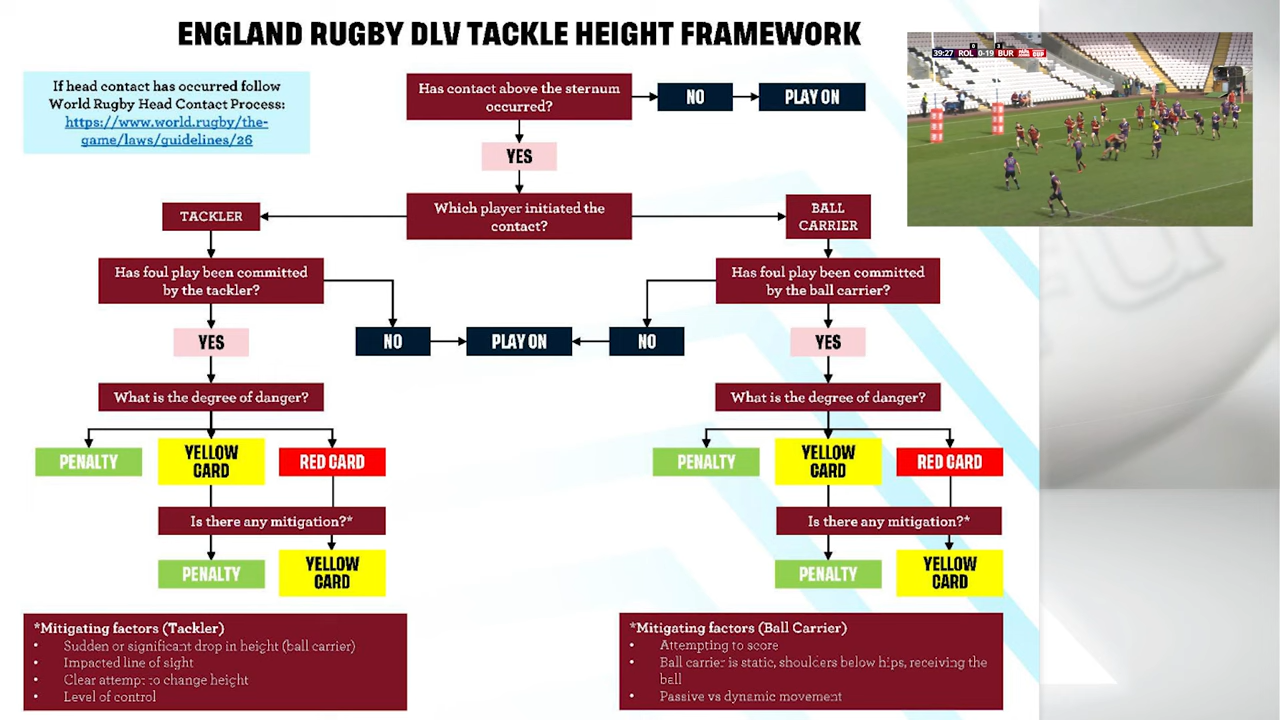 ENGLAND RUGBY DLV TACKLE HEIGHT FRAMEWORK
If head contact has occurred follow
World Rugby Head Contact Process:
https://www.world.rugby/the-
game/laws/guidelines/26
Has contact above the sternum
occurred?
NO
PLAY ON
39:27 ROL 0-19 BUR
YES
TACKLER
Which player initiated the
contact?
BALL
CARRIER
Has foul play been committed
by the tackler?
Has foul play been committed
by the ball carrier?
YES
NO
PLAY ON
NO
YES
What is the degree of danger?
What is the degree of danger?
PENALTY
YELLOW
CARD
RED CARD
PENALTY
YELLOW
CARD
RED CARD
Is there any mitigation?*
Is there any mitigation?*
PENALTY
YELLOW
CARD
PENALTY
YELLOW
CARD
*Mitigating factors (Tackler)
• Sudden or significant drop in height (ball carrier)
• Impacted line of sight
• Clear attempt to change height
• Level of control
*Mitigating factors (Ball Carrier)
• Attempting to score
• Ball carrier is static, shoulders below hips, receiving the
ball
• Passive vs dynamic movement